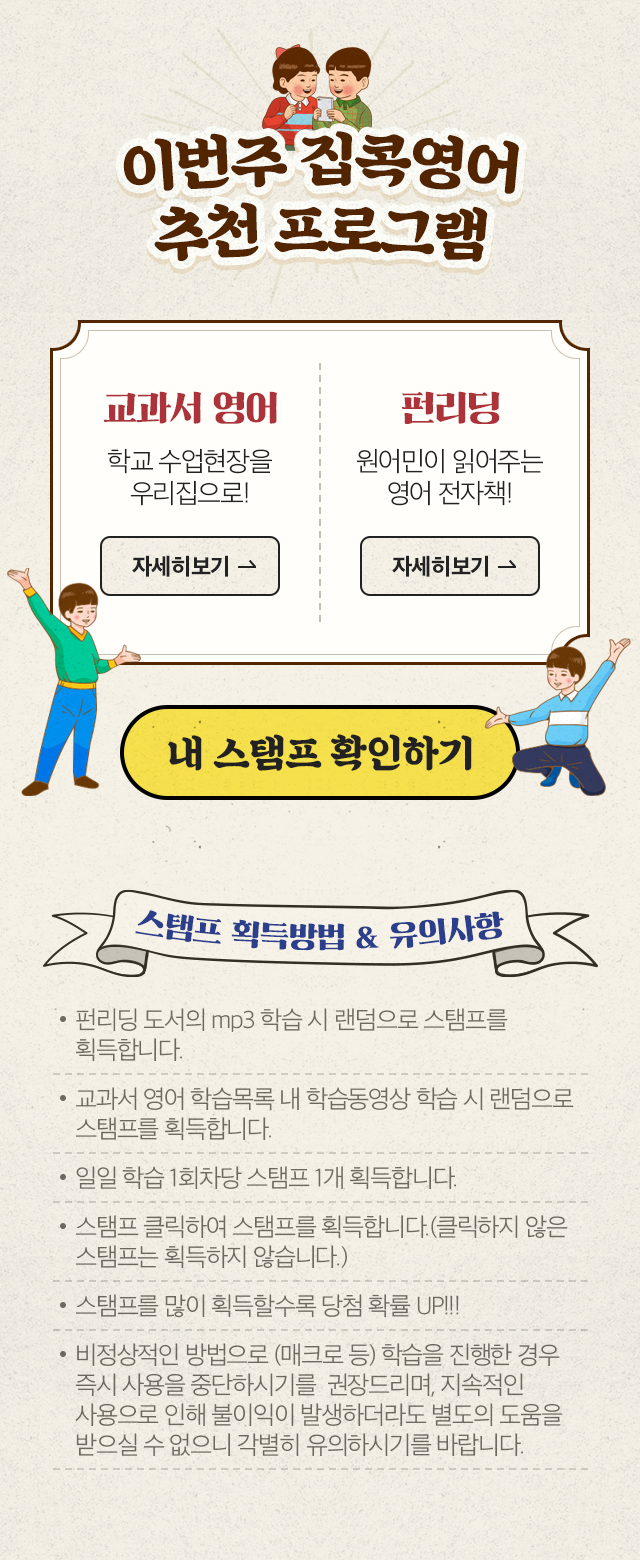 이번주 집콕영어
추천 프로그램
교과서 영어
학교 수업현장을
우리집으로!
자세히보기 →
펀리딩
원어민이 읽어주는
영어 전자책!
자세히보기 →
내 스탬프 확인하기
스탬프 획득방법 & 유의사항
• 펀리딩 도서의 mp3 학습 시 랜덤으로 스탬프를
획득합니다.
• 교과서 영어 학습목록 내 학습동영상 학습 시 랜덤으로
스탬프를 획득합니다.
• 일일 학습 1회차당 스탬프 1개 획득합니다.
• 스탬프 클릭하여 스탬프를 획득합니다.(클릭하지 않은
스탬프는 획득하지 않습니다.)
• 스탬프를 많이 획득할수록 당첨 확률 UP!!!
• 비정상적인 방법으로 (매크로 등) 학습을 진행한 경우
즉시 사용을 중단하시기를 권장드리며, 지속적인
사용으로 인해 불이익이 발생하더라도 별도의 도움을
받으실 수 없으니 각별히 유의하시기를 바랍니다.